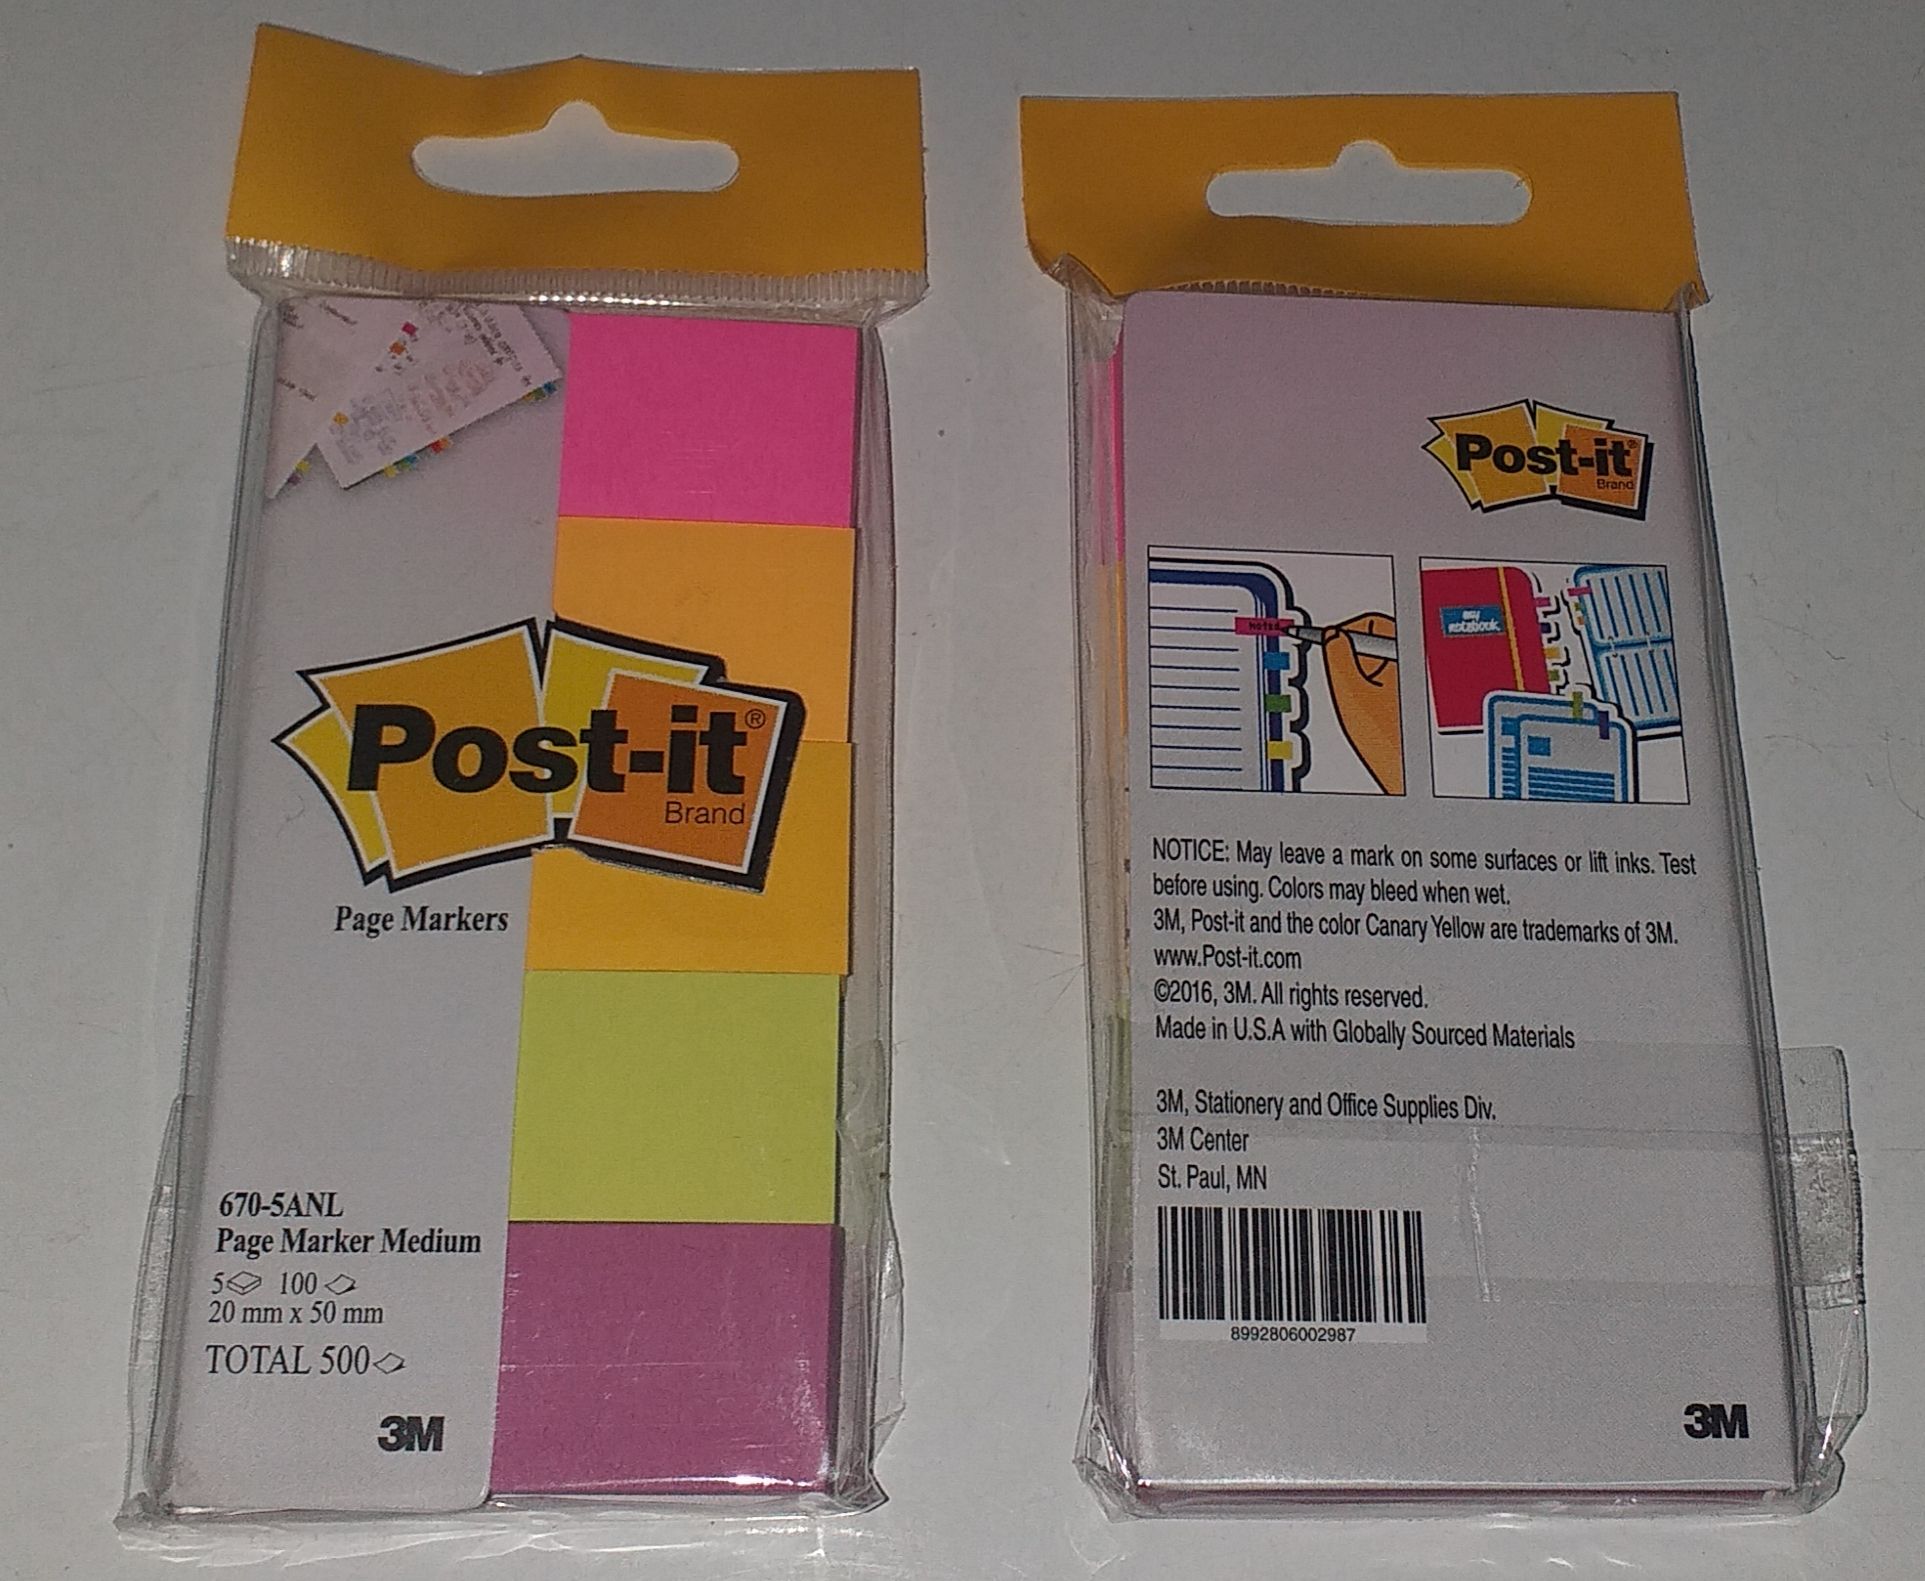 Post-it®
Brand
Page Markers
670-5ANL
Page Marker Medium
5 100
20 mm x 50 mm
TOTAL 500
3M
Post-it®
Brand
notes
my
notebook
NOTICE: May leave a mark on some surfaces or lift inks. Test
before using. Colors may bleed when wet.
3M, Post-it and the color Canary Yellow are trademarks of 3M.
www.Post-it.com
©2016, 3M. All rights reserved.
Made in U.S.A with Globally Sourced Materials
3M, Stationery and Office Supplies Div.
3M Center
St. Paul, MN
8992806002987
3M